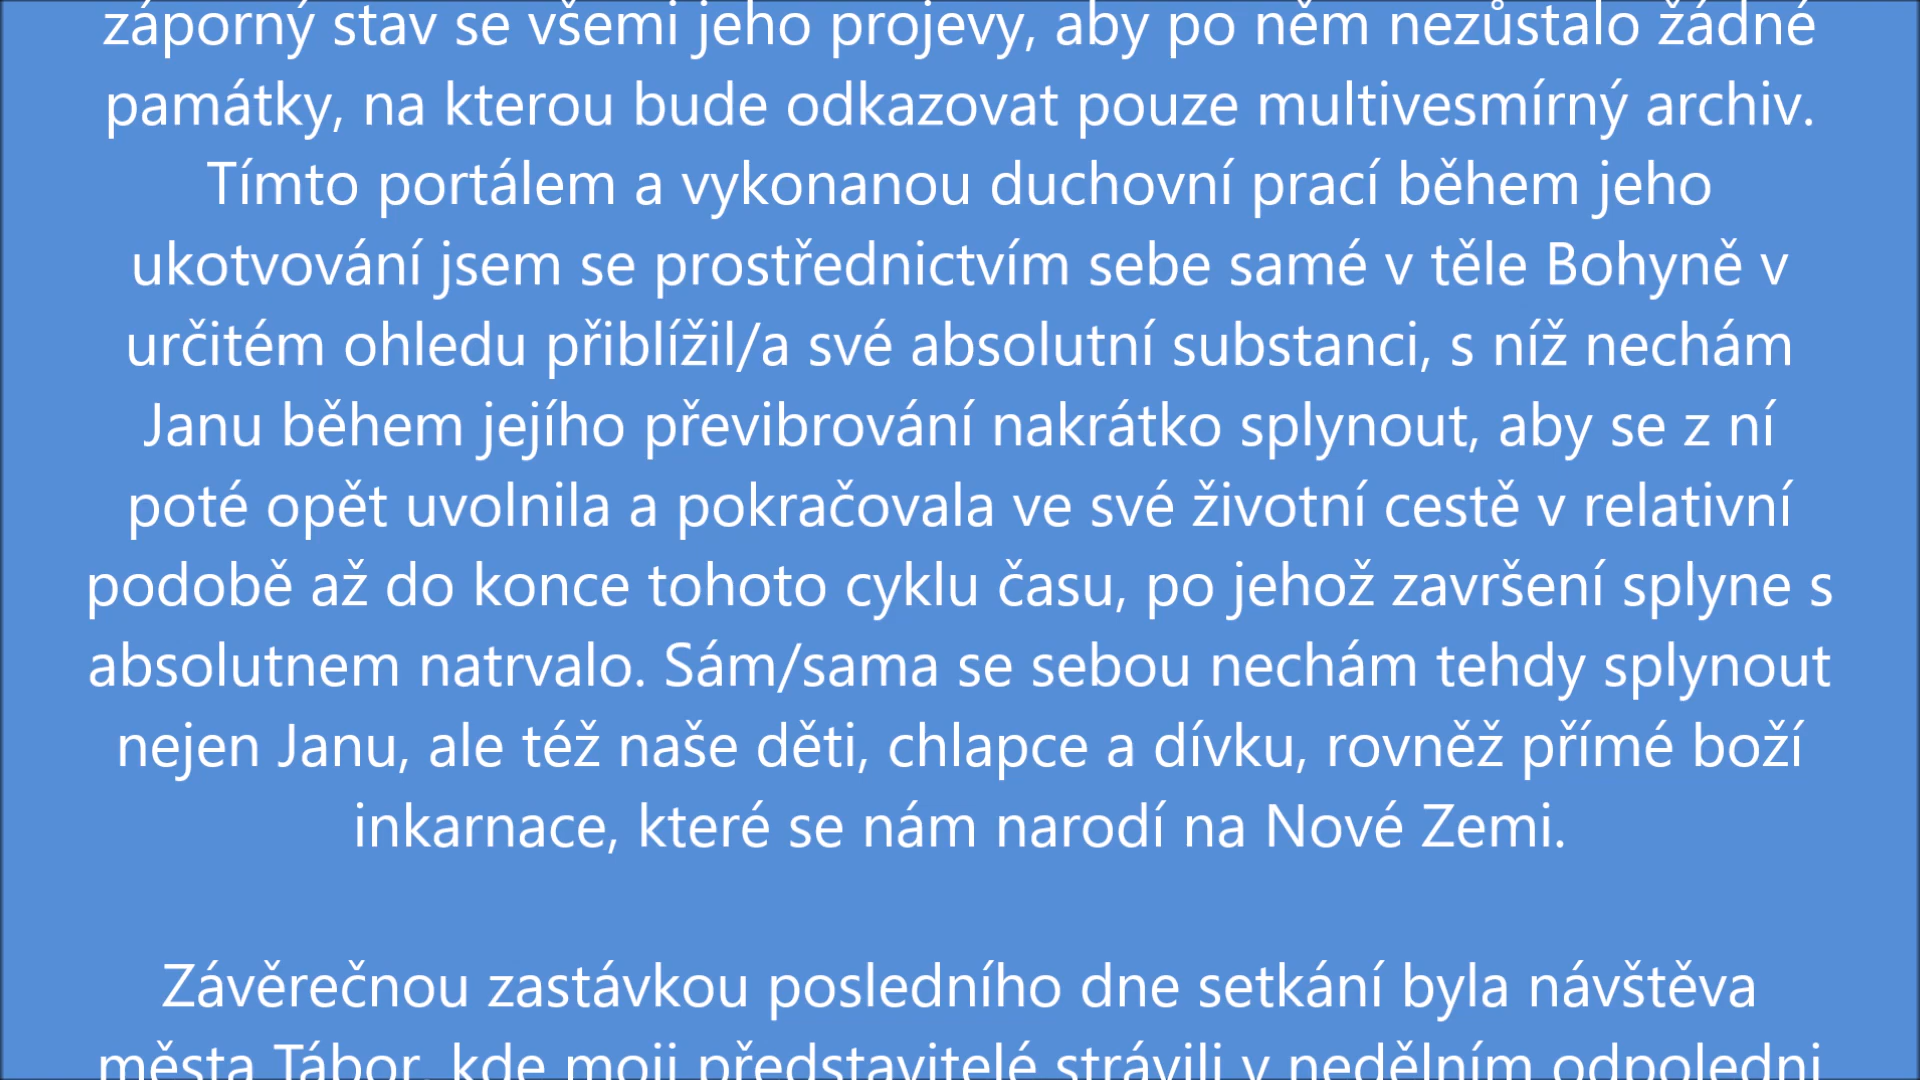 záporný stav se všemi jeho projevy, aby po něm nezůstalo žádné
památky, na kterou bude odkazovat pouze multivesmírný archiv.
Tímto portálem a vykonanou duchovní prací během jeho
ukotvování jsem se prostřednictvím sebe samé v těle Bohyně v
určitém ohledu přiblížil/a své absolutní substanci, s níž nechám
Janu během jejího převibrování nakrátko splynout, aby se z ní
poté opět uvolnila a pokračovala ve své životní cestě v relativní
podobě až do konce tohoto cyklu času, po jehož završení splyne s
absolutnem natrvalo. Sám/sama se sebou nechám tehdy splynout
nejen Janu, ale též naše děti, chlapce a dívku, rovněž přímé boží
inkarnace, které se nám narodí na Nové Zemi.
Závěrečnou zastávkou posledního dne setkání byla návštěva
města Tábor, kde moji představitelé strávili v nedělním odpoledni